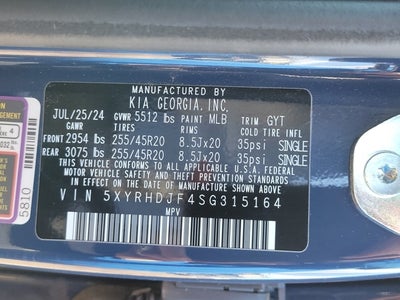 MANUFACTURED BY
KIA GEORGIA, INC.
JUL/25/24 GVWR 5512 lbs PAINT MLB TRIM GYT
GAWR TIRES RIMS COLD TIRE INFL
FRONT 2954 lbs 255/45R20 8.5Jx20 35psi SINGLE
REAR 3075 lbs 255/45R20 8.5Jx20 35psi SINGLE
THIS VEHICLE CONFORMS TO ALL APPLICABLE U.S.A. FEDERAL
MOTOR VEHICLE SAFETY AND THEFT PREVENTION STANDARDS
IN EFFECT ON THE DATE OF MANUFACTURE SHOWN ABOVE.
VIN 5XYRHDJF4SG315164
MPV
5810
4